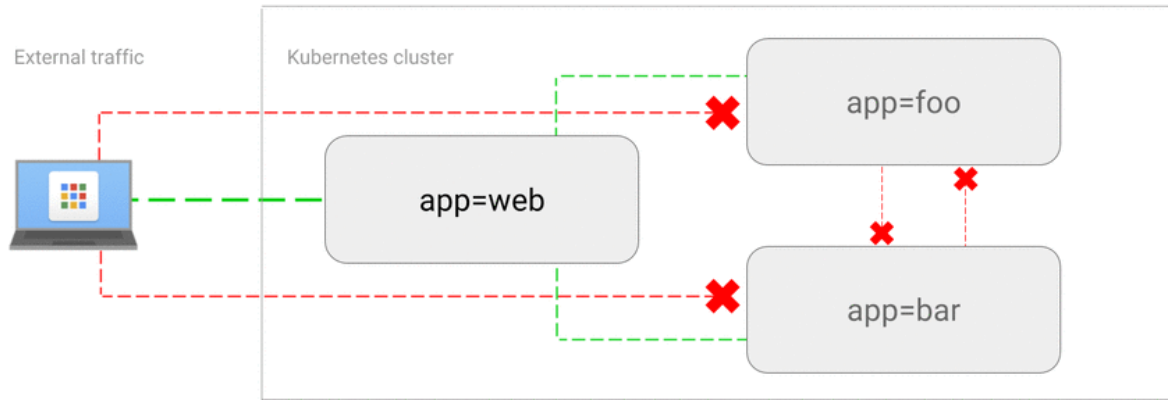 External traffic
Kubernetes cluster
app=foo
app=web
app=bar